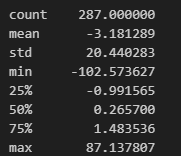 count 287.000000
mean -3.181289
std 20.440283
min -102.573627
25% -0.991565
50% 0.265700
75% 1.483536
max 87.137807